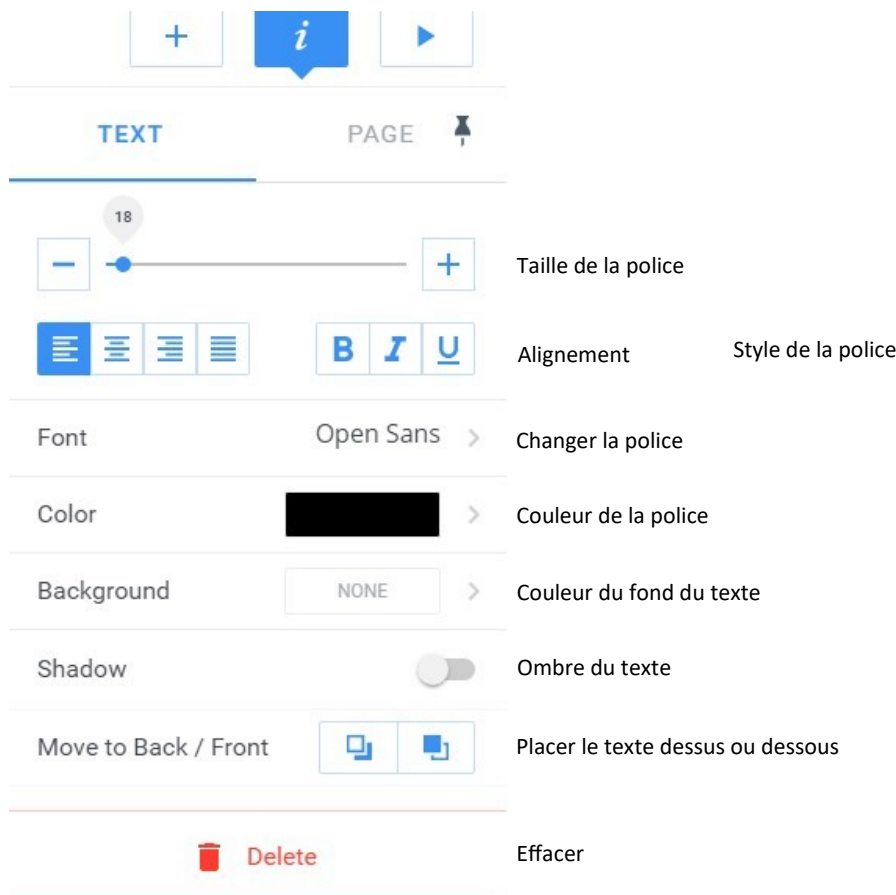 + i
TEXT PAGE
18
− + Taille de la police
B I U Alignement Style de la police
Font Open Sans > Changer la police
Color > Couleur de la police
Background NONE > Couleur du fond du texte
Shadow Ombre du texte
Move to Back / Front Placer le texte dessus ou dessous
Delete Effacer